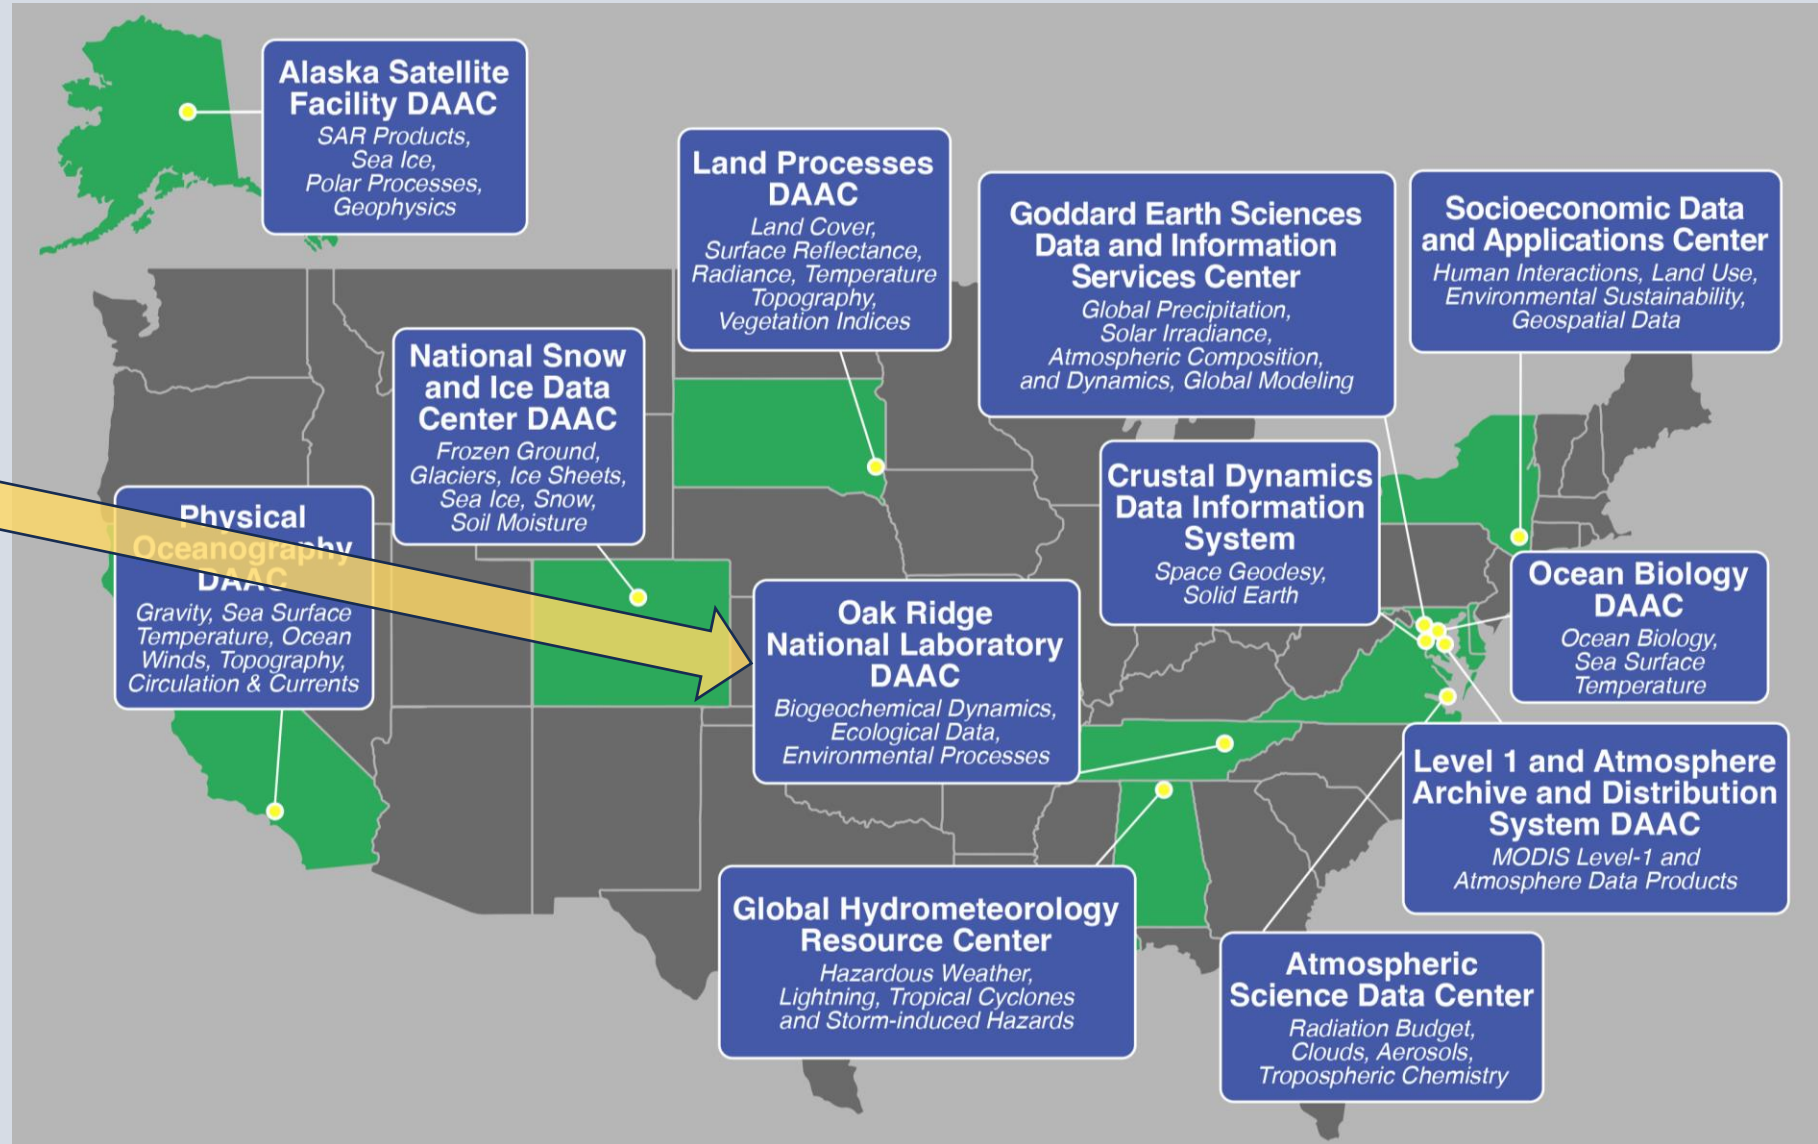 Alaska Satellite
Facility DAAC
SAR Products,
Sea Ice,
Polar Processes,
Geophysics
Land Processes
DAAC
Land Cover,
Surface Reflectance,
Radiance, Temperature
Topography,
Vegetation Indices
Goddard Earth Sciences
Data and Information
Services Center
Global Precipitation,
Solar Irradiance,
Atmospheric Composition,
and Dynamics, Global Modeling
Socioeconomic Data
and Applications Center
Human Interactions, Land Use,
Environmental Sustainability,
Geospatial Data
National Snow
and Ice Data
Center DAAC
Frozen Ground,
Glaciers, Ice Sheets,
Sea Ice, Snow,
Soil Moisture
Crustal Dynamics
Data Information
System
Space Geodesy,
Solid Earth
Physical
Oceanography
DAAC
Gravity, Sea Surface
Temperature, Ocean
Winds, Topography,
Circulation & Currents
Oak Ridge
National Laboratory
DAAC
Biogeochemical Dynamics,
Ecological Data,
Environmental Processes
Ocean Biology
DAAC
Ocean Biology,
Sea Surface
Temperature
Level 1 and Atmosphere
Archive and Distribution
System DAAC
MODIS Level-1 and
Atmosphere Data Products
Global Hydrometeorology
Resource Center
Hazardous Weather,
Lightning, Tropical Cyclones
and Storm-induced Hazards
Atmospheric
Science Data Center
Radiation Budget,
Clouds, Aerosols,
Tropospheric Chemistry